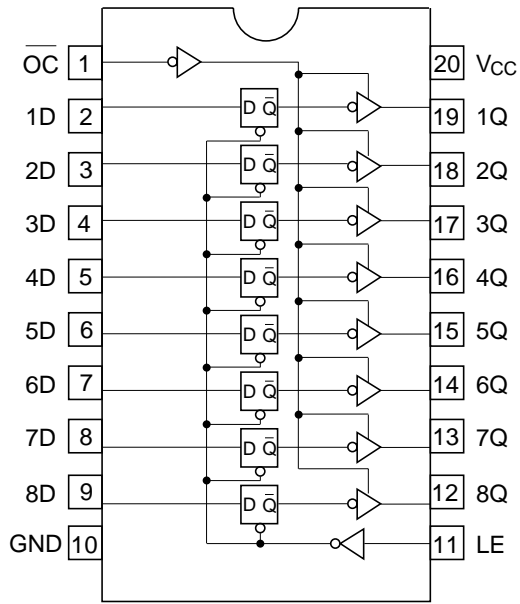 O̅C̅ 1 20 VCC
1D 2 D Q̅ 19 1Q
2D 3 D Q̅ 18 2Q
3D 4 D Q̅ 17 3Q
4D 5 D Q̅ 16 4Q
5D 6 D Q̅ 15 5Q
6D 7 D Q̅ 14 6Q
7D 8 D Q̅ 13 7Q
8D 9 D Q̅ 12 8Q
GND 10 11 LE